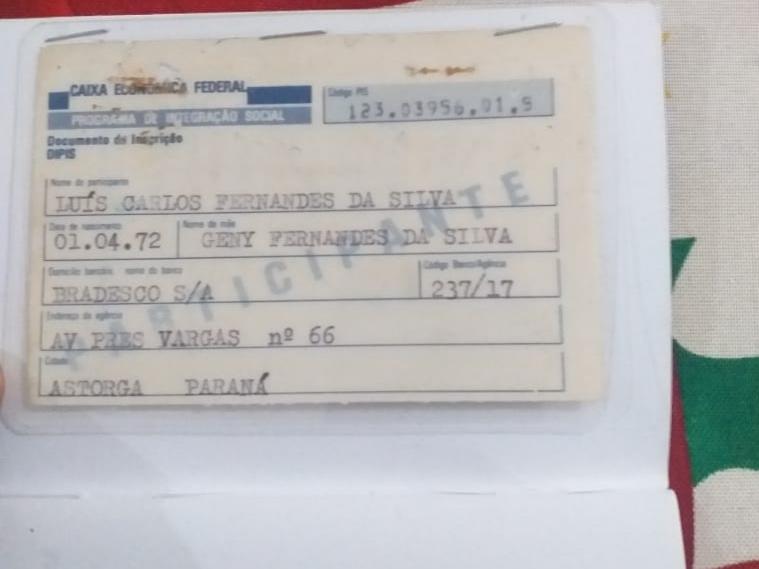 CAIXA ECONÔMICA FEDERAL
PROGRAMA DE INTEGRAÇÃO SOCIAL
Código PIS
123.03956.01.5
Documento de Inscrição
DIPIS
Nome do participante
LUÍS CARLOS FERNANDES DA SILVA
Data de nascimento
01.04.72
Nome da mãe
GENY FERNANDES DA SILVA
Domicílio bancário nome do banco
BRADESCO S/A
Código Banco/Agência
237/17
Endereço da agência
AV PRES VARGAS nº 66
Cidade
ASTORGA PARANÁ
PARTICIPANTE